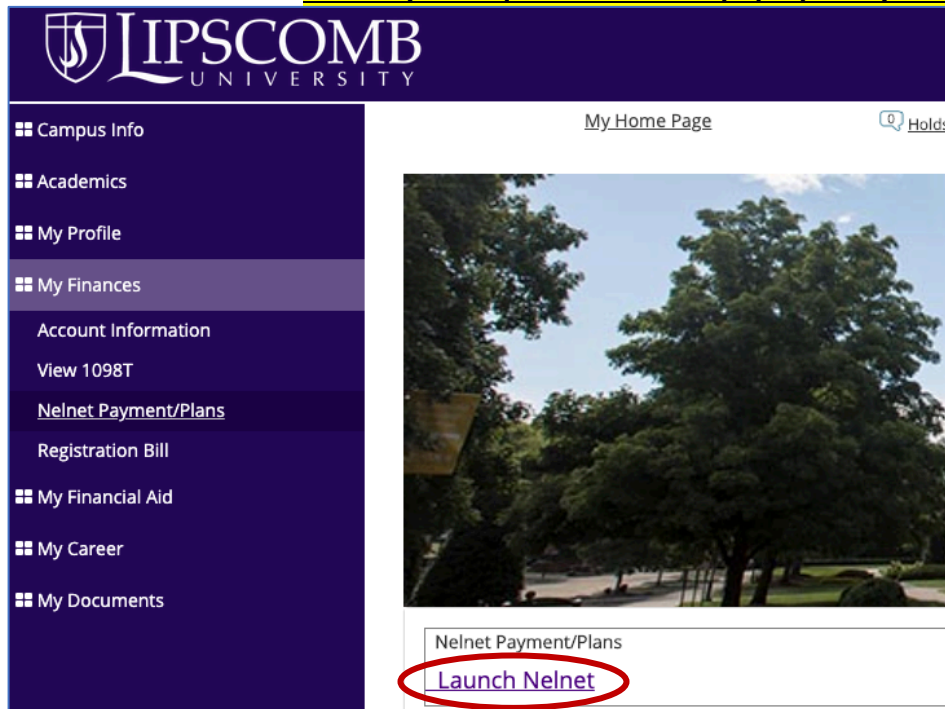 LIPSCOMB
UNIVERSITY
My Home Page
0
Holds
Campus Info
Academics
My Profile
My Finances
Account Information
View 1098T
Nelnet Payment/Plans
Registration Bill
My Financial Aid
My Career
My Documents
Nelnet Payment/Plans
Launch Nelnet